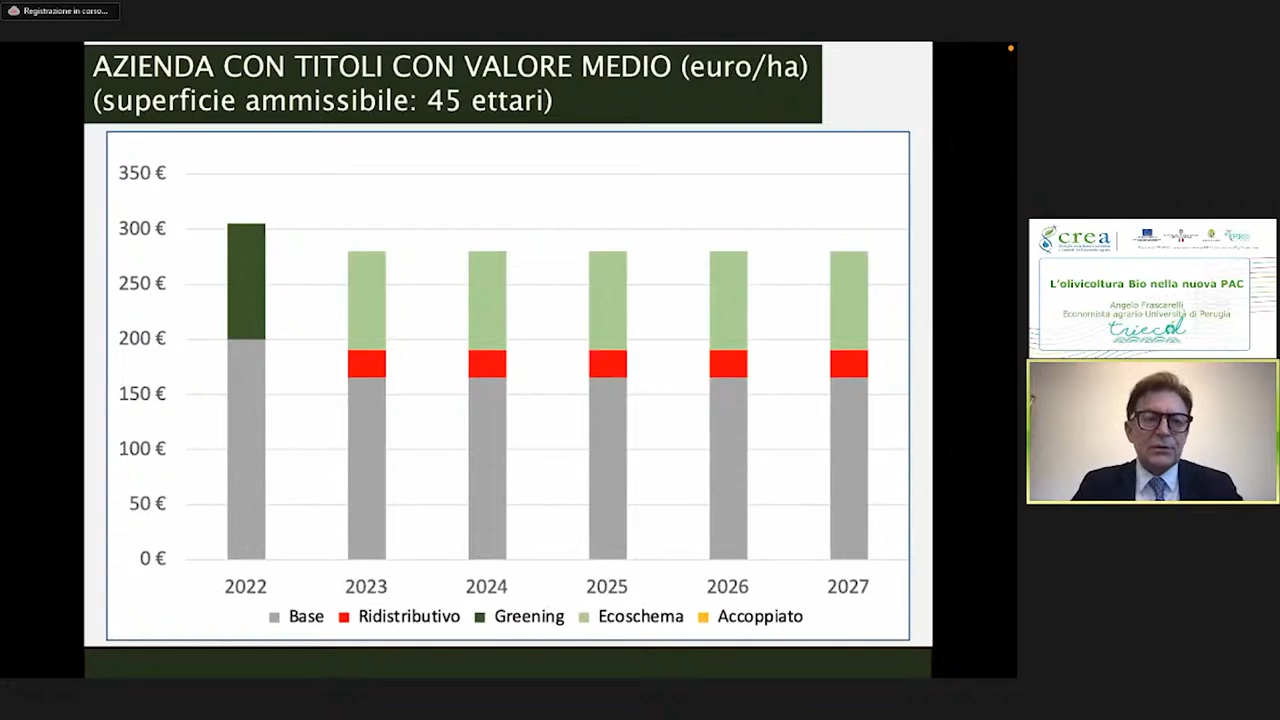 Registrazione in corso...
AZIENDA CON TITOLI CON VALORE MEDIO (euro/ha)
(superficie ammissibile: 45 ettari)
350 €
300 €
250 €
200 €
150 €
100 €
50 €
0 €
2022 2023 2024 2025 2026 2027
Base Ridistributivo Greening Ecoschema Accoppiato
crea
L'olivicoltura Bio nella nuova PAC
Angelo Frascarelli
Economista agrario Università di Perugia